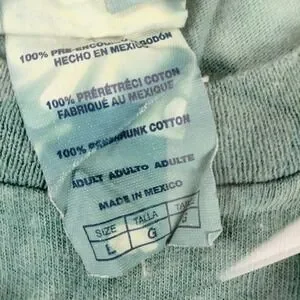 100% PRE-ENCOGIDO ALGODÓN
HECHO EN MEXICO
100% PRÉRÉTRÉCI COTON
FABRIQUÉ AU MEXIQUE
100% PRESHRUNK COTTON
ADULT ADULTO ADULTE
MADE IN MEXICO
SIZE TALLA TAILLE
L G G